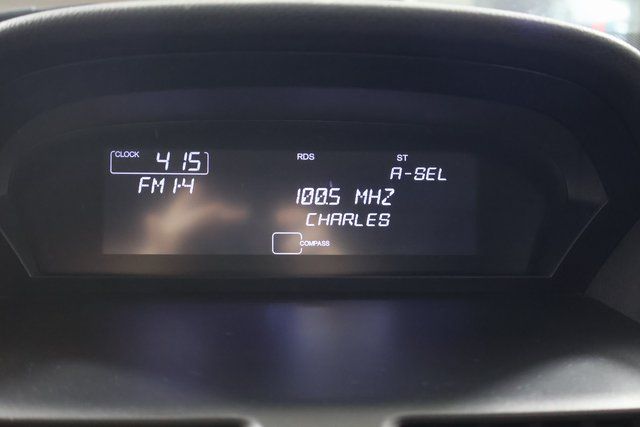 CLOCK 4 15
RDS
ST
A-SEL
FM 1-4
100.5 MHZ
CHARLES
COMPASS